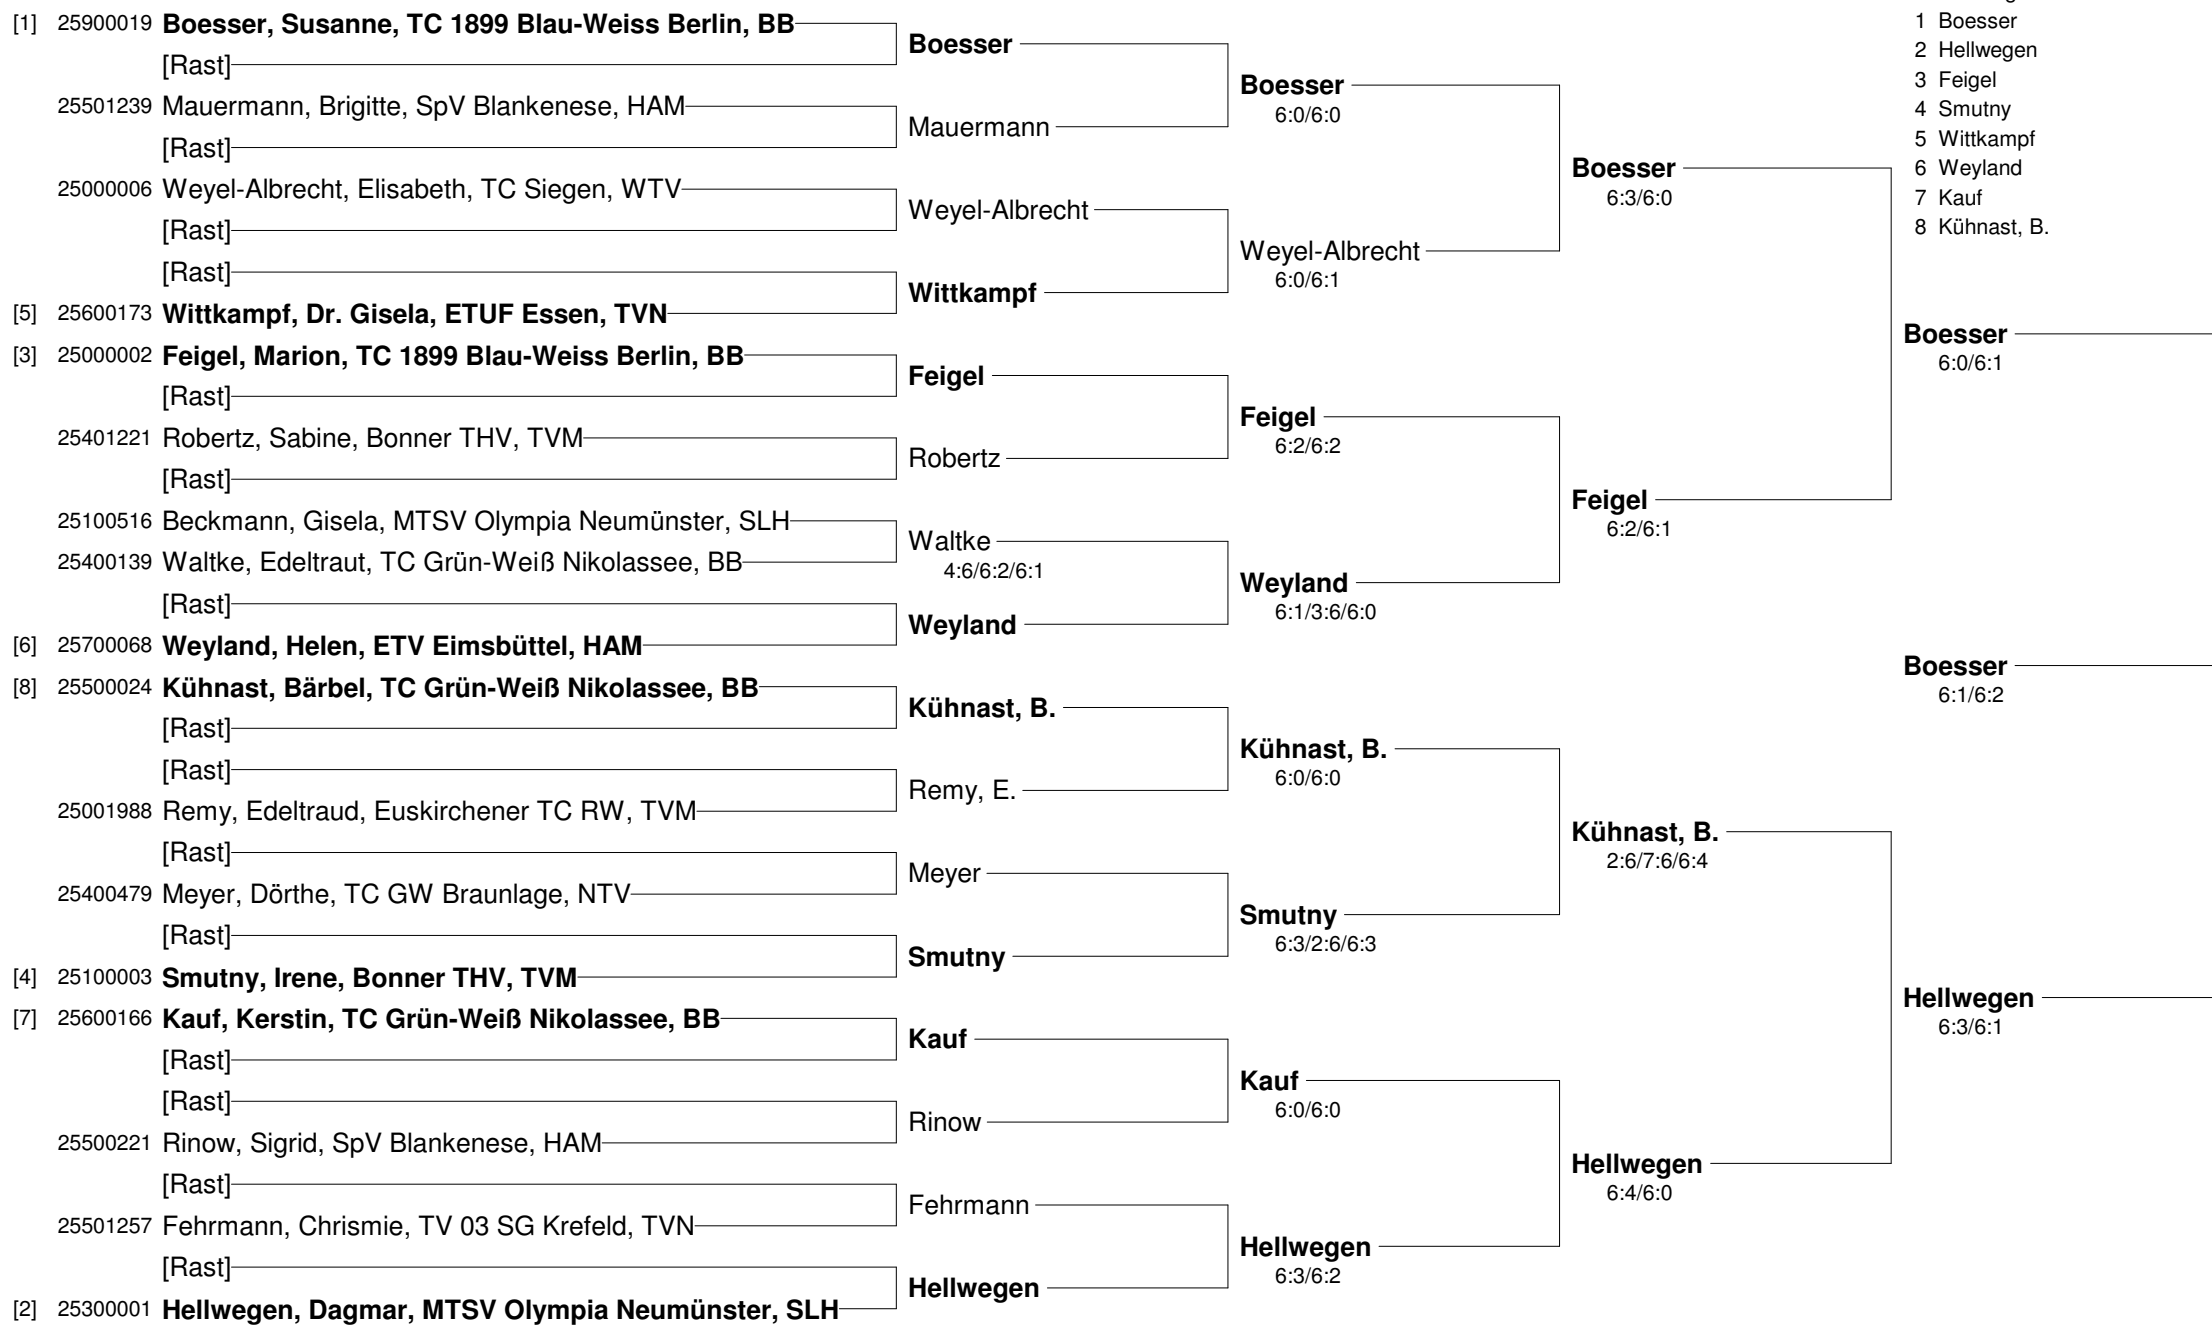 [1] 25900019 Boesser, Susanne, TC 1899 Blau-Weiss Berlin, BB
[Rast]
25501239 Mauermann, Brigitte, SpV Blankenese, HAM
[Rast]
25000006 Weyel-Albrecht, Elisabeth, TC Siegen, WTV
[Rast]
[Rast]
[5] 25600173 Wittkampf, Dr. Gisela, ETUF Essen, TVN
[3] 25000002 Feigel, Marion, TC 1899 Blau-Weiss Berlin, BB
[Rast]
25401221 Robertz, Sabine, Bonner THV, TVM
[Rast]
25100516 Beckmann, Gisela, MTSV Olympia Neumünster, SLH
25400139 Waltke, Edeltraut, TC Grün-Weiß Nikolassee, BB
[Rast]
[6] 25700068 Weyland, Helen, ETV Eimsbüttel, HAM
[8] 25500024 Kühnast, Bärbel, TC Grün-Weiß Nikolassee, BB
[Rast]
[Rast]
25001988 Remy, Edeltraud, Euskirchener TC RW, TVM
[Rast]
25400479 Meyer, Dörthe, TC GW Braunlage, NTV
[Rast]
[4] 25100003 Smutny, Irene, Bonner THV, TVM
[7] 25600166 Kauf, Kerstin, TC Grün-Weiß Nikolassee, BB
[Rast]
[Rast]
25500221 Rinow, Sigrid, SpV Blankenese, HAM
[Rast]
25501257 Fehrmann, Chrismie, TV 03 SG Krefeld, TVN
[Rast]
[2] 25300001 Hellwegen, Dagmar, MTSV Olympia Neumünster, SLH
Boesser
Mauermann
Weyel-Albrecht
Wittkampf
Feigel
Robertz
Waltke
4:6/6:2/6:1
Weyland
Kühnast, B.
Remy, E.
Meyer
Smutny
Kauf
Rinow
Fehrmann
Hellwegen
Boesser
6:0/6:0
Weyel-Albrecht
6:0/6:1
Feigel
6:2/6:2
Weyland
6:1/3:6/6:0
Kühnast, B.
6:0/6:0
Smutny
6:3/2:6/6:3
Kauf
6:0/6:0
Hellwegen
6:3/6:2
Boesser
6:3/6:0
Feigel
6:2/6:1
Kühnast, B.
2:6/7:6/6:4
Hellwegen
6:4/6:0
1 Boesser
2 Hellwegen
3 Feigel
4 Smutny
5 Wittkampf
6 Weyland
7 Kauf
8 Kühnast, B.
Boesser
6:0/6:1
Boesser
6:1/6:2
Hellwegen
6:3/6:1